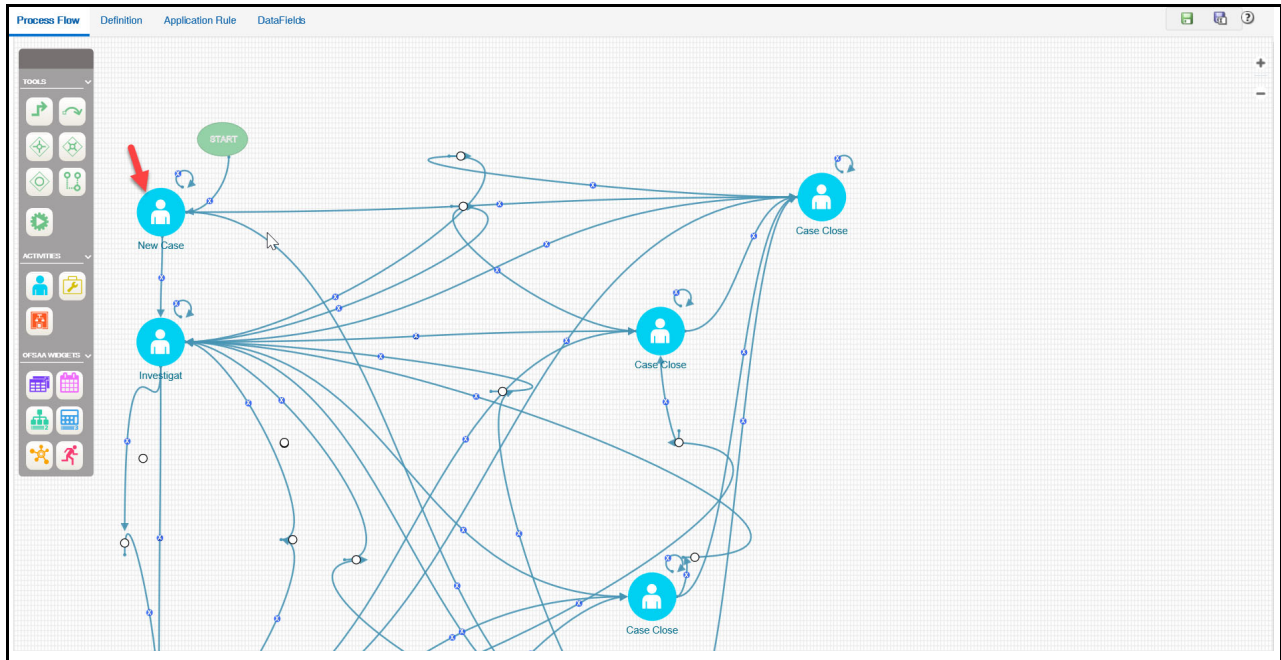 Process Flow Definition Application Rule DataFields
TOOLS
START
New Case
Case Close
ACTIVITIES
Investigat
Case Close
OFSAA WIDGETS
Case Close